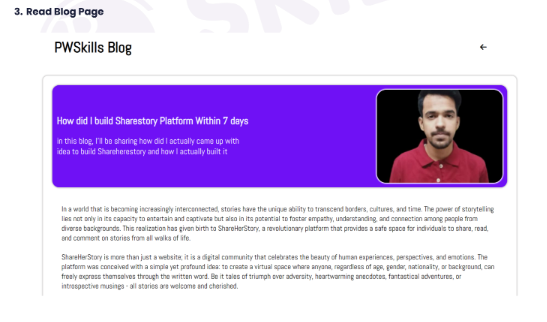 3. Read Blog Page
PWSkills Blog
How did I build Sharestory Platform Within 7 days
In this blog, I'll be sharing how did I actually came up with
idea to build Shareherestory and how I actually built it
In a world that is becoming increasingly interconnected, stories have the unique ability to transcend borders, cultures, and time. The power of storytelling
lies not only in its capacity to entertain and captivate but also in its potential to foster empathy, understanding, and connection among people from
diverse backgrounds. This realization has given birth to ShareHerStory, a revolutionary platform that provides a safe space for individuals to share, read,
and comment on stories from all walks of life.
ShareHerStory is more than just a website; it is a digital community that celebrates the beauty of human experiences, perspectives, and emotions. The
platform was conceived with a simple yet profound idea: to create a virtual space where anyone, regardless of age, gender, nationality, or background, can
freely express themselves through the written word. Be it tales of triumph over adversity, heartwarming anecdotes, fantastical adventures, or
introspective musings - all stories are welcome and cherished.